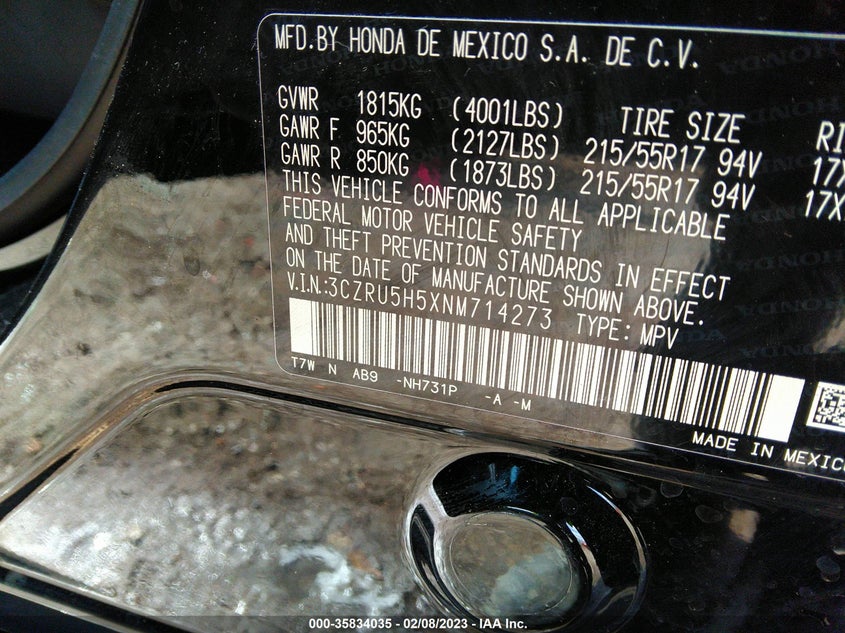 MFD.BY HONDA DE MEXICO S.A. DE C.V.
GVWR 1815KG (4001LBS) TIRE SIZE
GAWR F 965KG (2127LBS) 215/55R17 94V 17X
GAWR R 850KG (1873LBS) 215/55R17 94V 17X
THIS VEHICLE CONFORMS TO ALL APPLICABLE
FEDERAL MOTOR VEHICLE SAFETY
AND THEFT PREVENTION STANDARDS IN EFFECT
ON THE DATE OF MANUFACTURE SHOWN ABOVE.
V.I.N.:3CZRU5H5XNM714273 TYPE: MPV
T7W N AB9 -NH731P -A -M
MADE IN MEXICO
000-35834035 - 02/08/2023 - IAA Inc.